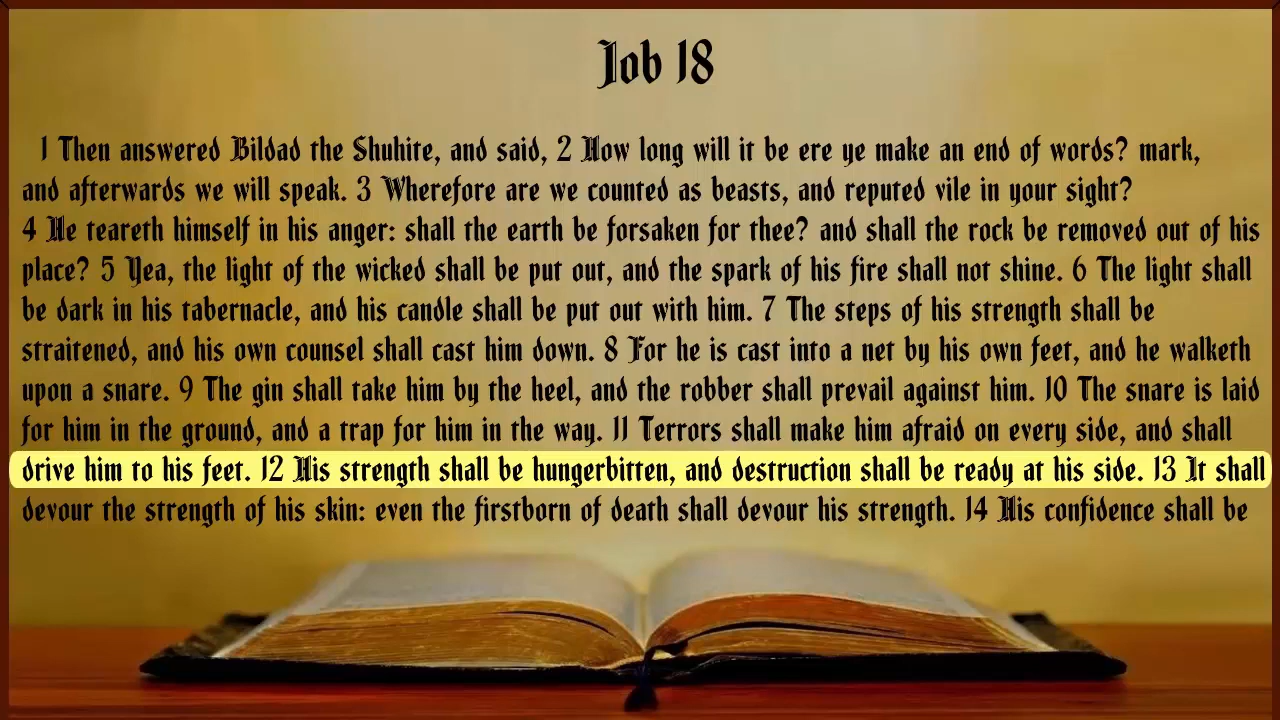 Job 18
1 Then answered Bildad the Shuhite, and said, 2 How long will it be ere ye make an end of words? mark,
and afterwards we will speak. 3 Wherefore are we counted as beasts, and reputed vile in your sight?
4 He teareth himself in his anger: shall the earth be forsaken for thee? and shall the rock be removed out of his
place? 5 Yea, the light of the wicked shall be put out, and the spark of his fire shall not shine. 6 The light shall
be dark in his tabernacle, and his candle shall be put out with him. 7 The steps of his strength shall be
straitened, and his own counsel shall cast him down. 8 For he is cast into a net by his own feet, and he walketh
upon a snare. 9 The gin shall take him by the heel, and the robber shall prevail against him. 10 The snare is laid
for him in the ground, and a trap for him in the way. 11 Terrors shall make him afraid on every side, and shall
drive him to his feet. 12 His strength shall be hungerbitten, and destruction shall be ready at his side. 13 It shall
devour the strength of his skin: even the firstborn of death shall devour his strength. 14 His confidence shall be